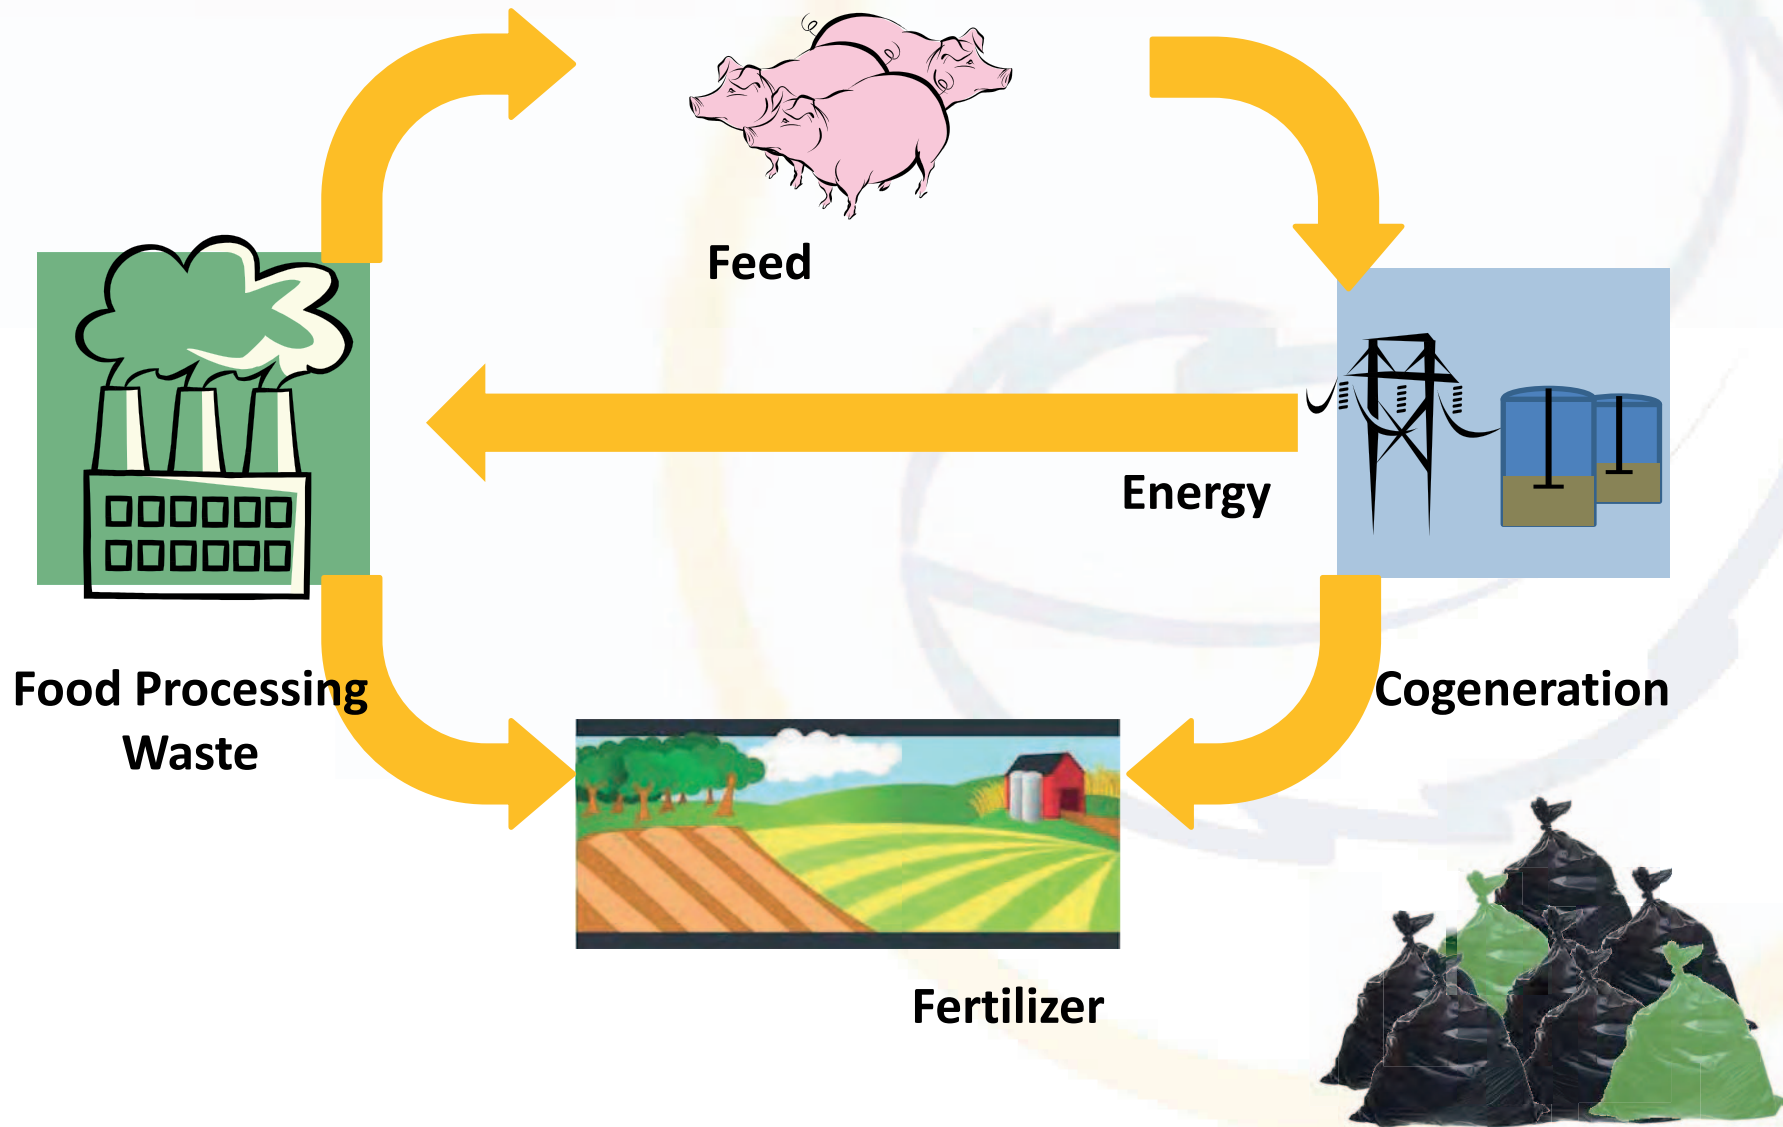 Feed
Energy
Food Processing
Waste
Cogeneration
Fertilizer